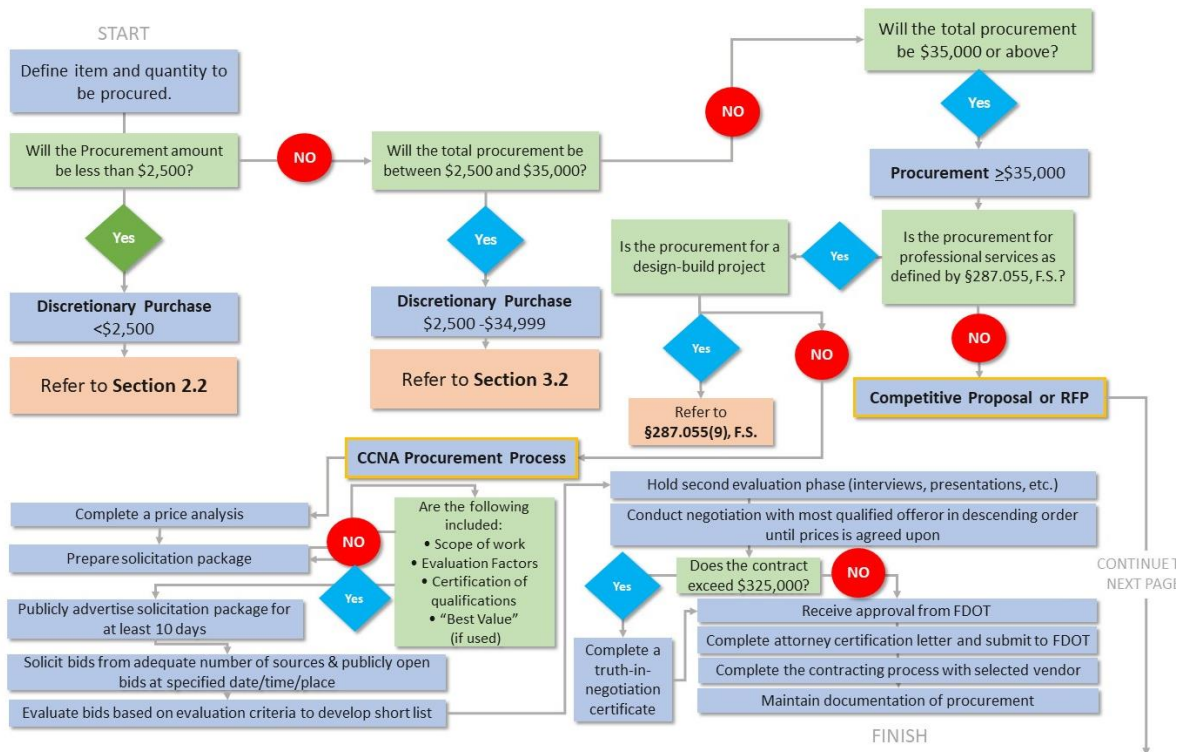 START
Define item and quantity to
be procured.
Will the Procurement amount
be less than $2,500?
NO
Will the total procurement be
between $2,500 and $35,000?
NO
Will the total procurement
be $35,000 or above?
Yes
Yes
Yes
Procurement ≥$35,000
Is the procurement for
professional services as
defined by §287.055, F.S.?
Yes
Is the procurement for a
design-build project
Discretionary Purchase
<$2,500
Discretionary Purchase
$2,500 -$34,999
Yes
NO
NO
Refer to Section 2.2
Refer to Section 3.2
Refer to
§287.055(9), F.S.
Competitive Proposal or RFP
CCNA Procurement Process
Complete a price analysis
Prepare solicitation package
NO
Are the following
included:
• Scope of work
• Evaluation Factors
• Certification of
qualifications
• “Best Value”
(if used)
Yes
Publicly advertise solicitation package for
at least 10 days
Solicit bids from adequate number of sources & publicly open
bids at specified date/time/place
Evaluate bids based on evaluation criteria to develop short list
Hold second evaluation phase (interviews, presentations, etc.)
Conduct negotiation with most qualified offeror in descending order
until prices is agreed upon
Does the contract
exceed $325,000?
Yes
NO
Complete a
truth-in-
negotiation
certificate
Receive approval from FDOT
Complete attorney certification letter and submit to FDOT
Complete the contracting process with selected vendor
Maintain documentation of procurement
FINISH
CONTINUE T
NEXT PAGE